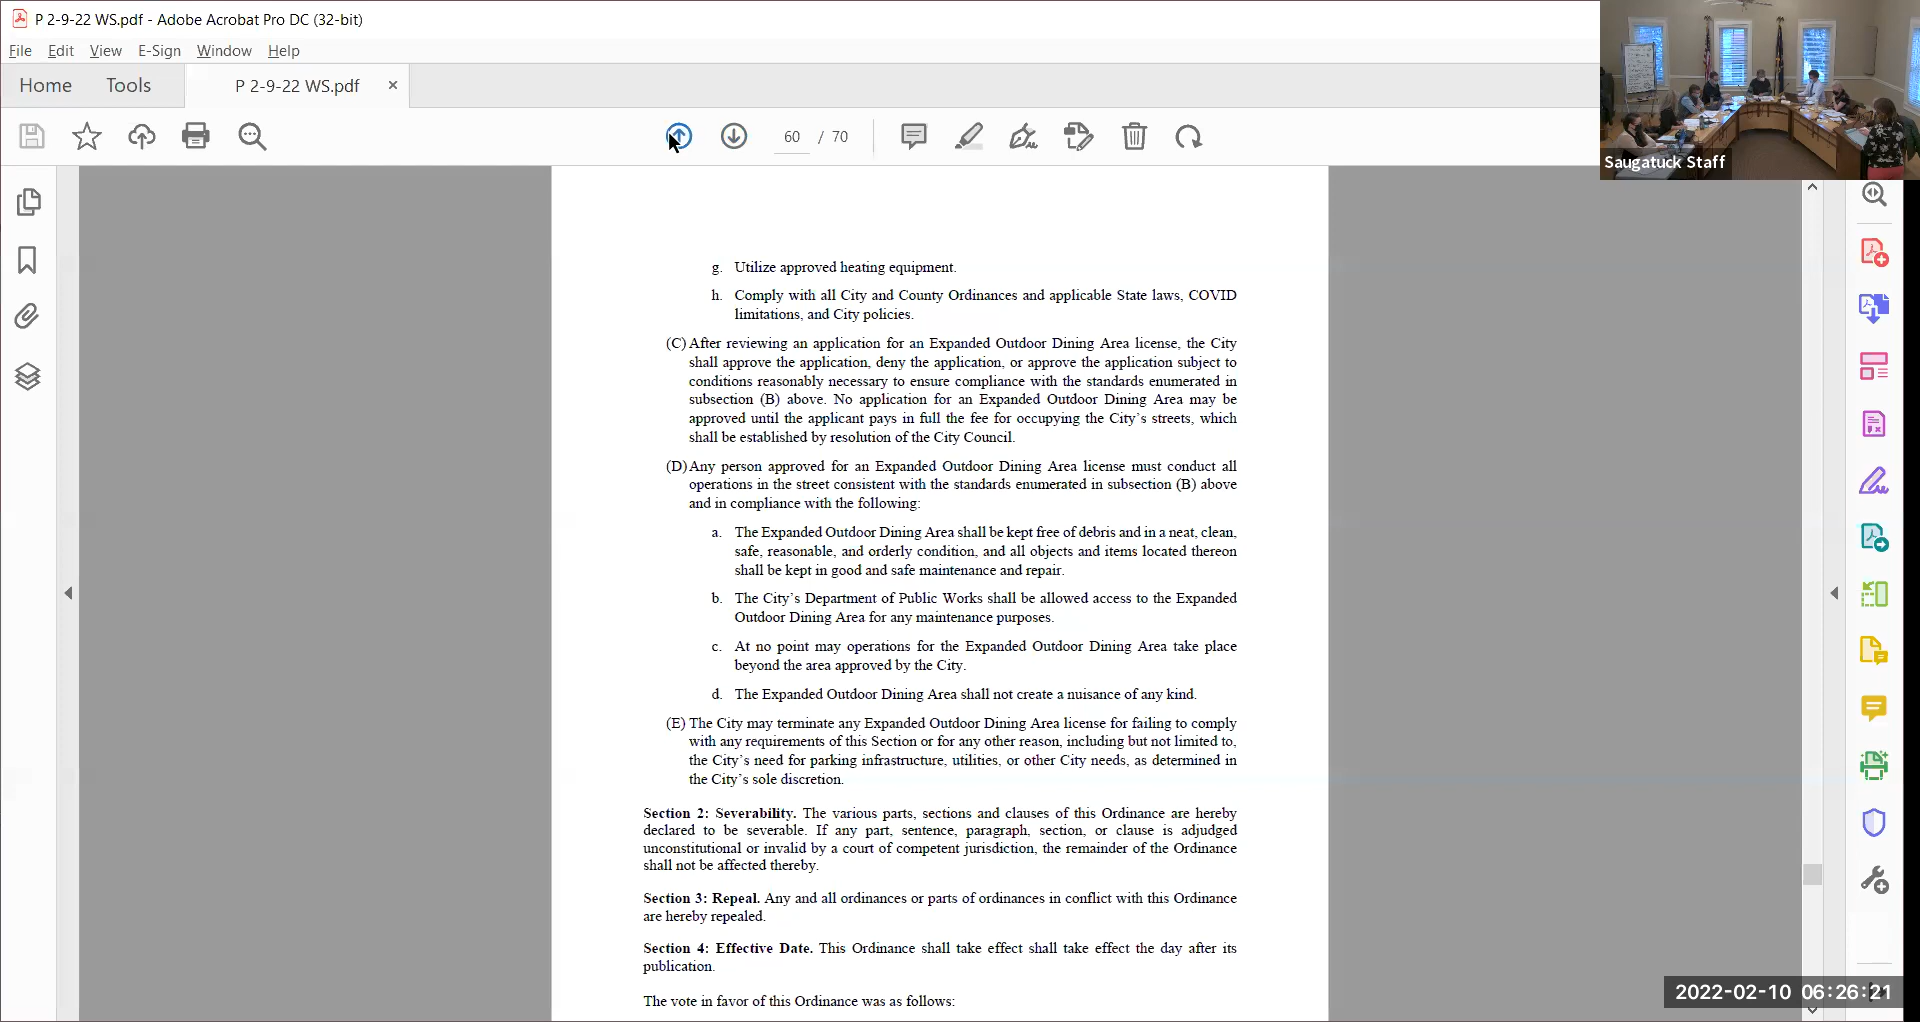 P 2-9-22 WS.pdf - Adobe Acrobat Pro DC (32-bit)
File Edit View E-Sign Window Help
Home Tools P 2-9-22 WS.pdf ×
60 / 70
Saugatuck Staff
g. Utilize approved heating equipment.
h. Comply with all City and County Ordinances and applicable State laws, COVID
limitations, and City policies.
(C) After reviewing an application for an Expanded Outdoor Dining Area license, the City
shall approve the application, deny the application, or approve the application subject to
conditions reasonably necessary to ensure compliance with the standards enumerated in
subsection (B) above. No application for an Expanded Outdoor Dining Area may be
approved until the applicant pays in full the fee for occupying the City's streets, which
shall be established by resolution of the City Council.
(D) Any person approved for an Expanded Outdoor Dining Area license must conduct all
operations in the street consistent with the standards enumerated in subsection (B) above
and in compliance with the following:
a. The Expanded Outdoor Dining Area shall be kept free of debris and in a neat, clean,
safe, reasonable, and orderly condition, and all objects and items located thereon
shall be kept in good and safe maintenance and repair.
b. The City's Department of Public Works shall be allowed access to the Expanded
Outdoor Dining Area for any maintenance purposes.
c. At no point may operations for the Expanded Outdoor Dining Area take place
beyond the area approved by the City.
d. The Expanded Outdoor Dining Area shall not create a nuisance of any kind.
(E) The City may terminate any Expanded Outdoor Dining Area license for failing to comply
with any requirements of this Section or for any other reason, including but not limited to,
the City's need for parking infrastructure, utilities, or other City needs, as determined in
the City's sole discretion.
Section 2: Severability. The various parts, sections and clauses of this Ordinance are hereby
declared to be severable. If any part, sentence, paragraph, section, or clause is adjudged
unconstitutional or invalid by a court of competent jurisdiction, the remainder of the Ordinance
shall not be affected thereby.
Section 3: Repeal. Any and all ordinances or parts of ordinances in conflict with this Ordinance
are hereby repealed.
Section 4: Effective Date. This Ordinance shall take effect shall take effect the day after its
publication.
The vote in favor of this Ordinance was as follows:
2022-02-10 06:26:21